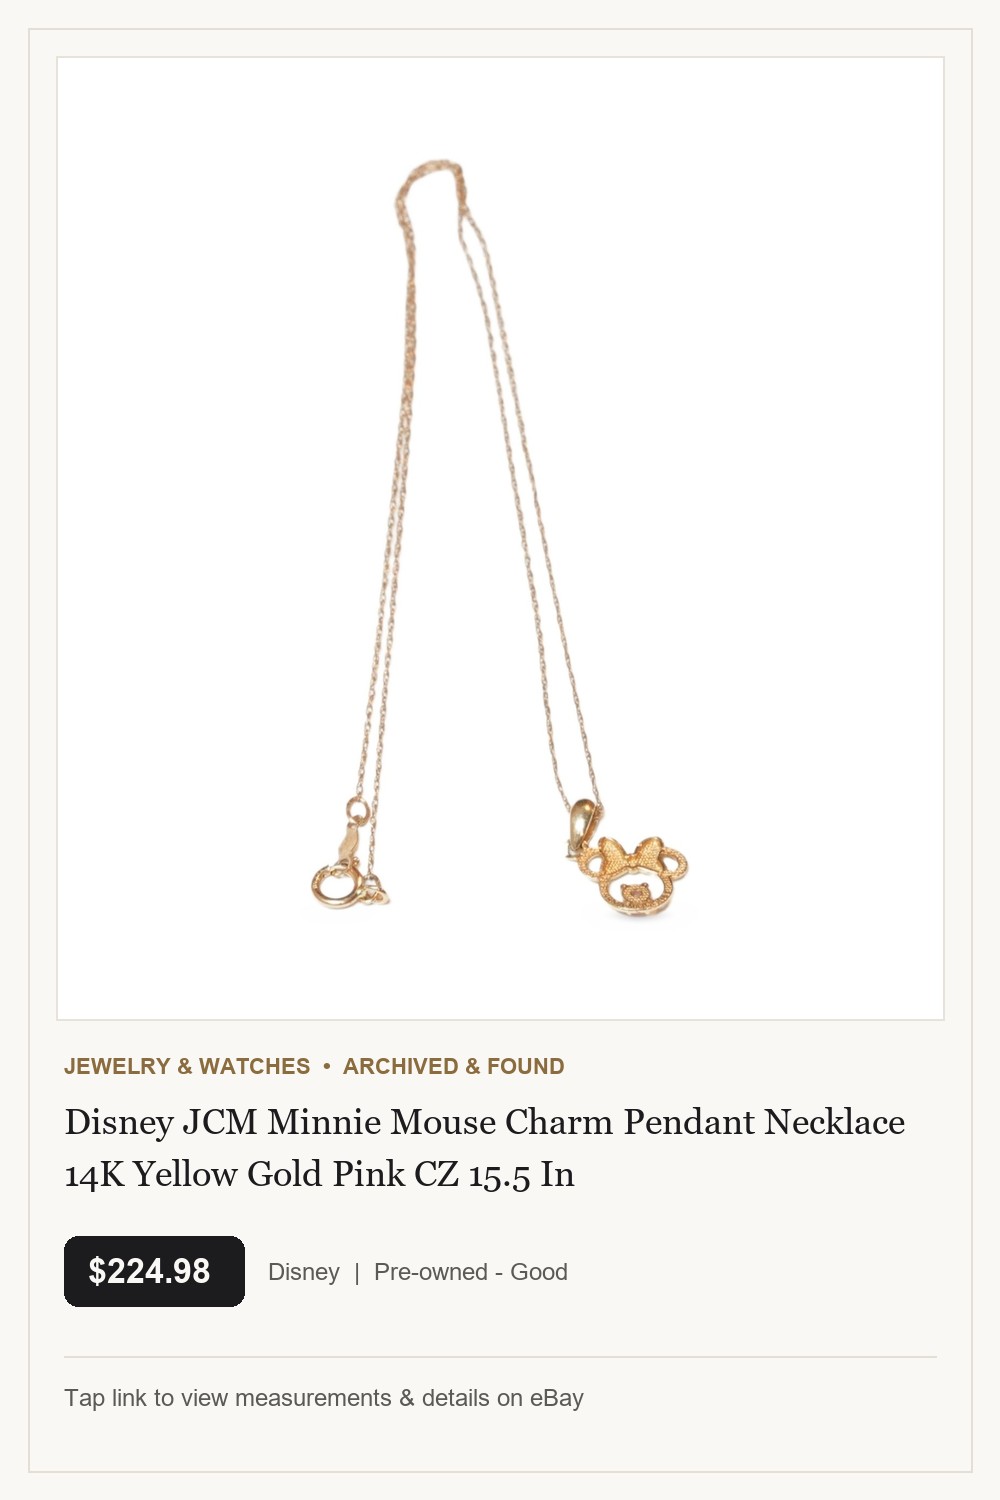 JEWELRY & WATCHES • ARCHIVED & FOUND
Disney JCM Minnie Mouse Charm Pendant Necklace
14K Yellow Gold Pink CZ 15.5 In
$224.98 Disney | Pre-owned - Good
Tap link to view measurements & details on eBay